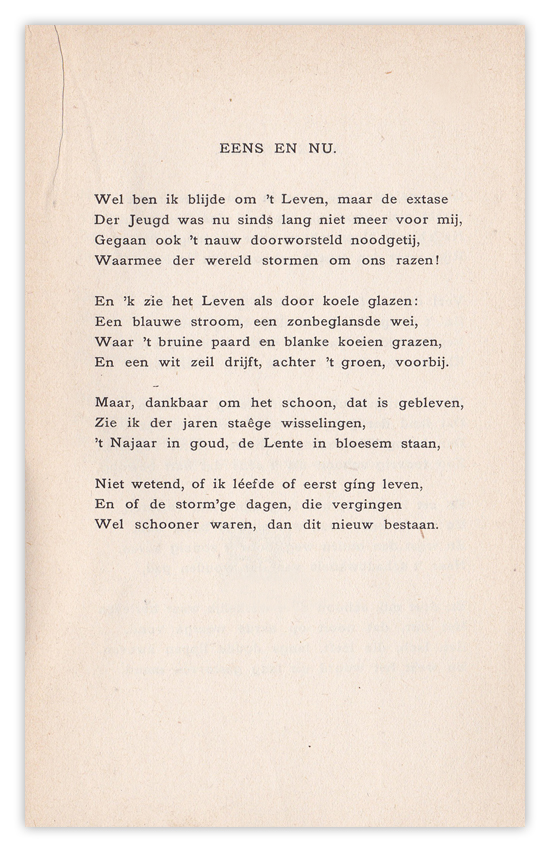 EENS EN NU.
Wel ben ik blijde om 't Leven, maar de extase
Der Jeugd was nu sinds lang niet meer voor mij,
Gegaan ook 't nauw doorworsteld noodgetij,
Waarmee der wereld stormen om ons razen!
En 'k zie het Leven als door koele glazen:
Een blauwe stroom, een zonbeglansde wei,
Waar 't bruine paard en blanke koeien grazen,
En een wit zeil drijft, achter 't groen, voorbij.
Maar, dankbaar om het schoon, dat is gebleven,
Zie ik der jaren staêge wisselingen,
't Najaar in goud, de Lente in bloesem staan,
Niet wetend, of ik léefde of eerst gíng leven,
En of de storm'ge dagen, die vergingen
Wel schooner waren, dan dit nieuw bestaan.